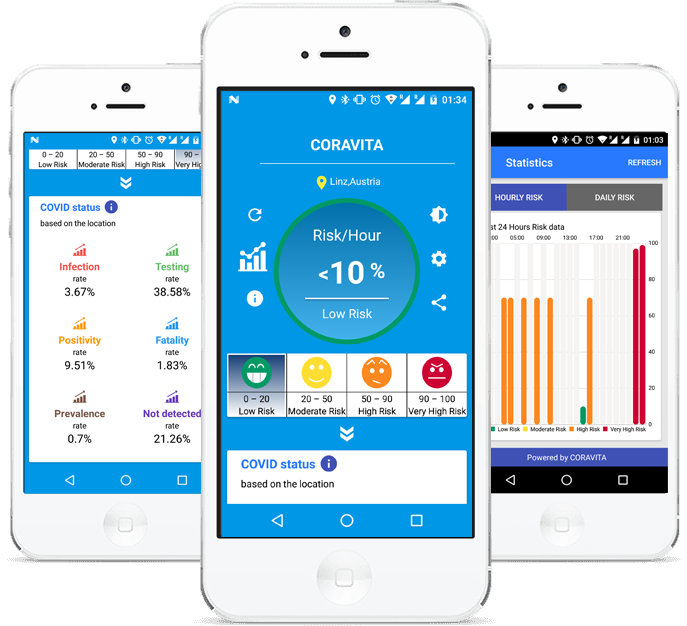 0 – 20
20 – 50
50 – 90
90 –
Low Risk
Moderate Risk
High Risk
Very
COVID status i
based on the location
Infection
rate
3.67%
Testing
rate
38.58%
Positivity
rate
9.51%
Fatality
rate
1.83%
Prevalence
rate
0.7%
Not detected
rate
21.26%
01:34
CORAVITA
Linz,Austria
Risk/Hour
<10 %
Low Risk
0 – 20
Low Risk
20 – 50
Moderate Risk
50 – 90
High Risk
90 – 100
Very High Risk
COVID status i
based on the location
01:03
Statistics
REFRESH
HOURLY RISK
DAILY RISK
st 24 Hours Risk data
:00 05:00 09:00 13:00 17:00 21:00
100
80
60
40
20
0
Low Risk Moderate Risk High Risk Very High Risk
Powered by CORAVITA